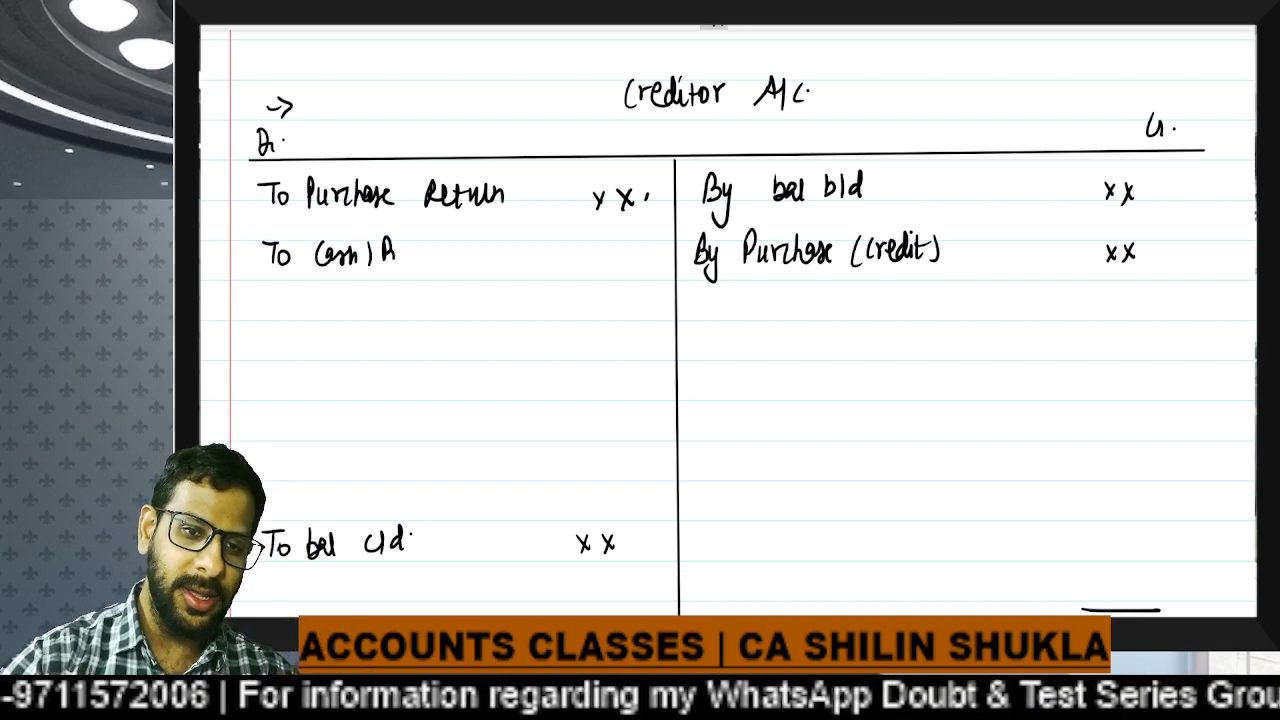 Creditor A/c.
Dr.
Cr.
To Purchase Return xx.
By bal b/d xx
To Cash/B
By Purchase (Credit) xx
To bal c/d. xx
ACCOUNTS CLASSES | CA SHILIN SHUKLA
-9711572006 | For information regarding my WhatsApp Doubt & Test Series Grou